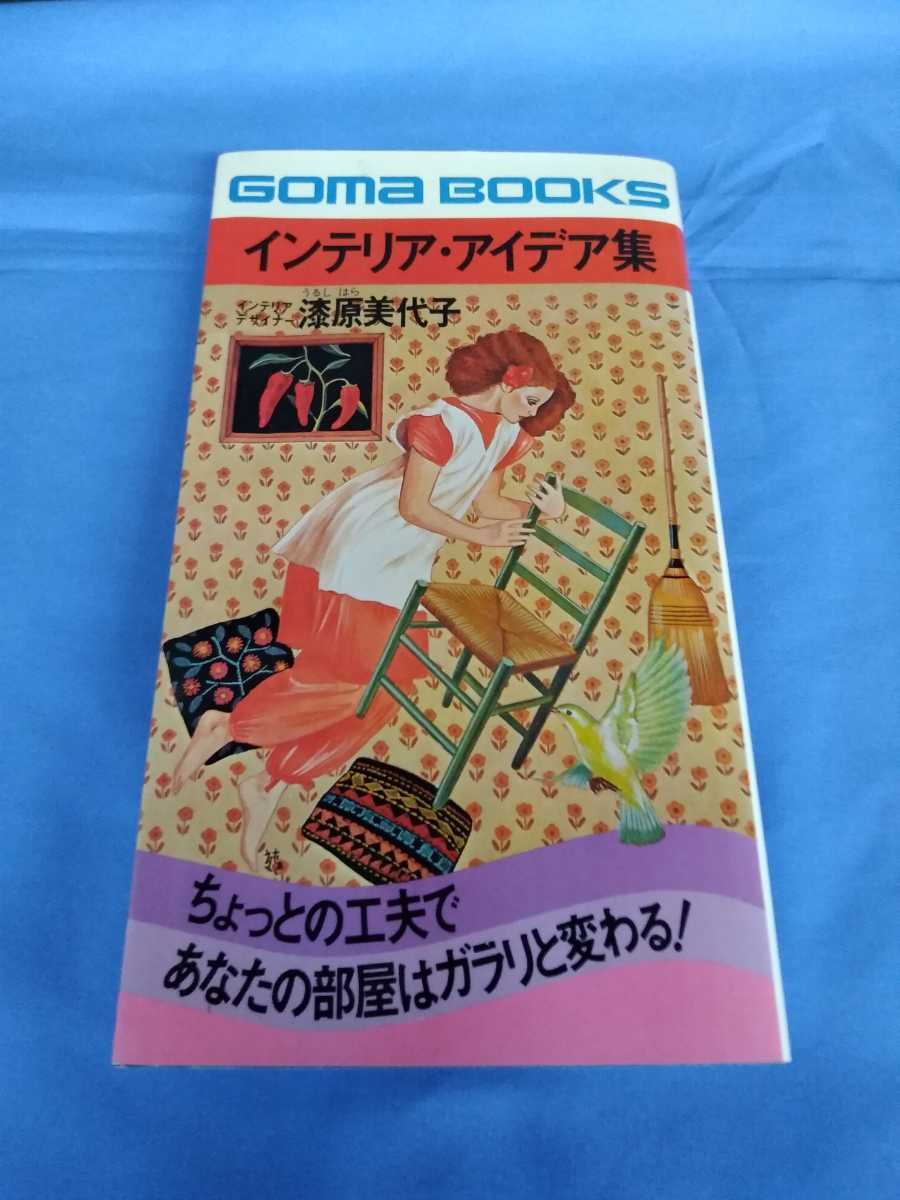 GOMA BOOKS
インテリア・アイデア集
インテリア
デザイナー
うるし はら
漆原美代子
ちょっとの工夫で
あなたの部屋はガラリと変わる!